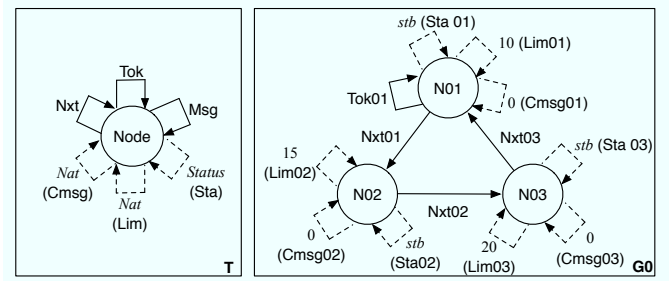 Tok
Nxt
Msg
Node
Nat
(Cmsg)
Nat
(Lim)
Status
(Sta)
T
stb (Sta 01)
10 (Lim01)
N01
Tok01
0 (Cmsg01)
Nxt01
Nxt03
15
(Lim02)
stb (Sta 03)
N02
N03
Nxt02
0
(Cmsg02)
stb
(Sta02)
20
(Lim03)
0
(Cmsg03)
G0